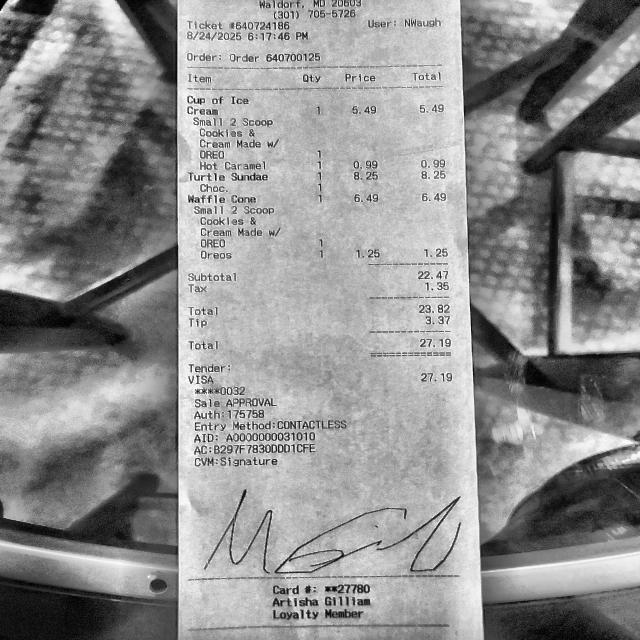 Waldorf, MD 20603
(301) 705-5726
Ticket #640724186 User: NWaugh
8/24/2025 6:17:46 PM
Order: Order 640700125
Item Qty Price Total
Cup of Ice
Cream 1 5.49 5.49
Small 2 Scoop
Cookies &
Cream Made w/
OREO 1
Hot Caramel 1 0.99 0.99
Turtle Sundae 1 8.25 8.25
Choc. 1
Waffle Cone 1 6.49 6.49
Small 2 Scoop
Cookies &
Cream Made w/
OREO 1
Oreos 1 1.25 1.25
Subtotal 22.47
Tax 1.35
Total 23.82
Tip 3.37
Total 27.19
Tender:
VISA 27.19
****0032
Sale APPROVAL
Auth:175758
Entry Method:CONTACTLESS
AID: A0000000031010
AC:B297F7830DDD1CFE
CVM:Signature
Card #: **27780
Artisha Gilliam
Loyalty Member